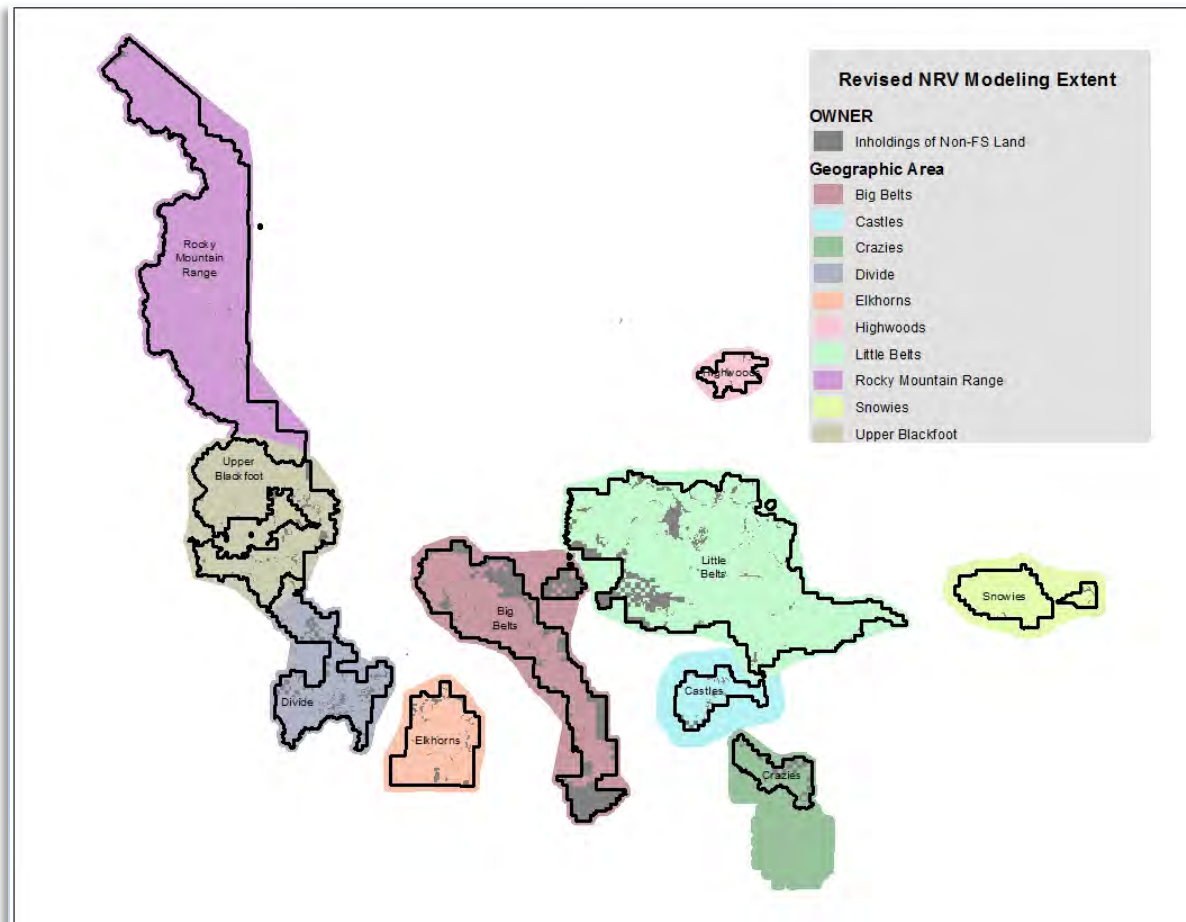 Revised NRV Modeling Extent
OWNER
Inholdings of Non-FS Land
Geographic Area
Big Belts
Castles
Crazies
Divide
Elkhorns
Highwoods
Little Belts
Rocky Mountain Range
Snowies
Upper Blackfoot
Rocky
Mountain
Range
Highwoods
Upper
Blackfoot
Little
Belts
Snowies
Big
Belts
Castles
Divide
Elkhorns
Crazies